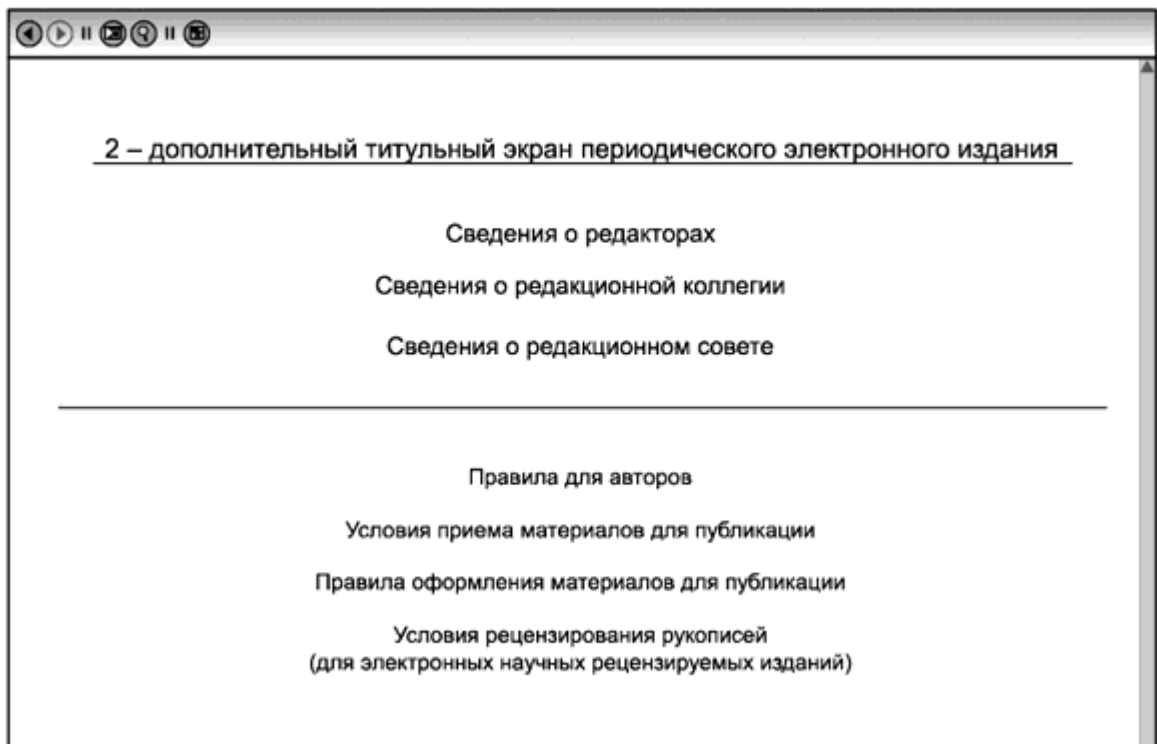 2 – дополнительный титульный экран периодического электронного издания
Сведения о редакторах
Сведения о редакционной коллегии
Сведения о редакционном совете
Правила для авторов
Условия приема материалов для публикации
Правила оформления материалов для публикации
Условия рецензирования рукописей
(для электронных научных рецензируемых изданий)